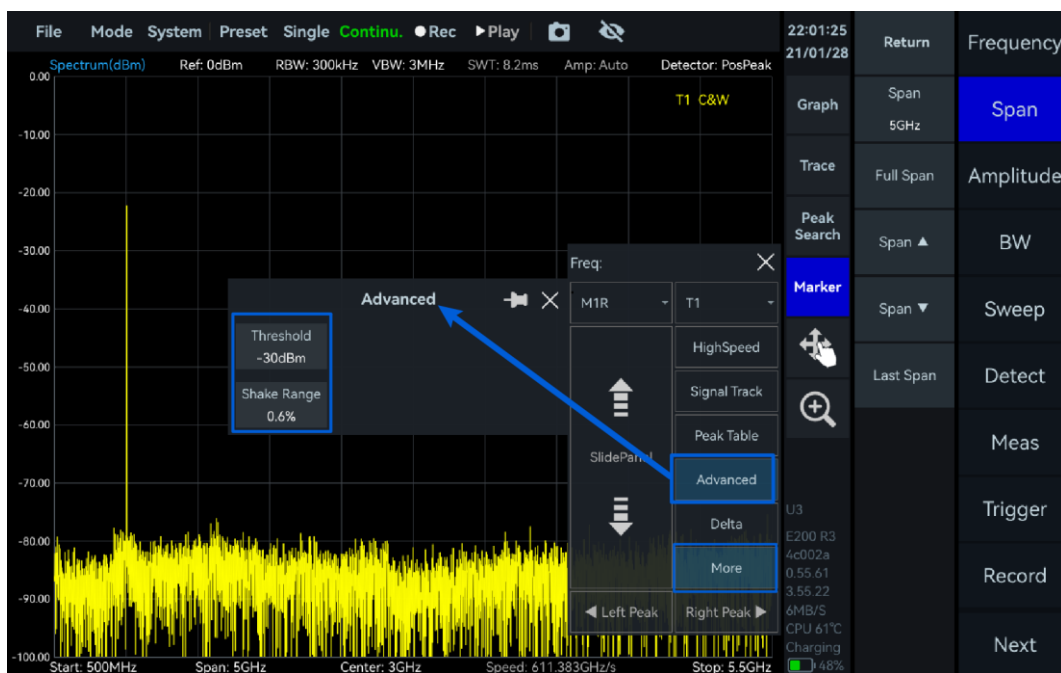 File Mode System Preset Single Continu. Rec Play
22:01:25
21/01/28
Spectrum(dBm) Ref: 0dBm RBW: 300kHz VBW: 3MHz SWT: 8.2ms Amp: Auto Detector: PosPeak
T1 C&W
0.00
-10.00
-20.00
-30.00
-40.00
-50.00
-60.00
-70.00
-80.00
-90.00
-100.00
Start: 500MHz Span: 5GHz Center: 3GHz Speed: 611.383GHz/s Stop: 5.5GHz
Advanced
Threshold
-30dBm
Shake Range
0.6%
Freq:
M1R T1
HighSpeed
Signal Track
Peak Table
SlidePanel
Advanced
Delta
More
Left Peak Right Peak
Graph
Trace
Peak
Search
Marker
U3
E200 R3
4c002a
0.55.61
3.55.22
6MB/S
CPU 61℃
Charging
48%
Return
Span
5GHz
Full Span
Span ▲
Span ▼
Last Span
Frequency
Span
Amplitude
BW
Sweep
Detect
Meas
Trigger
Record
Next